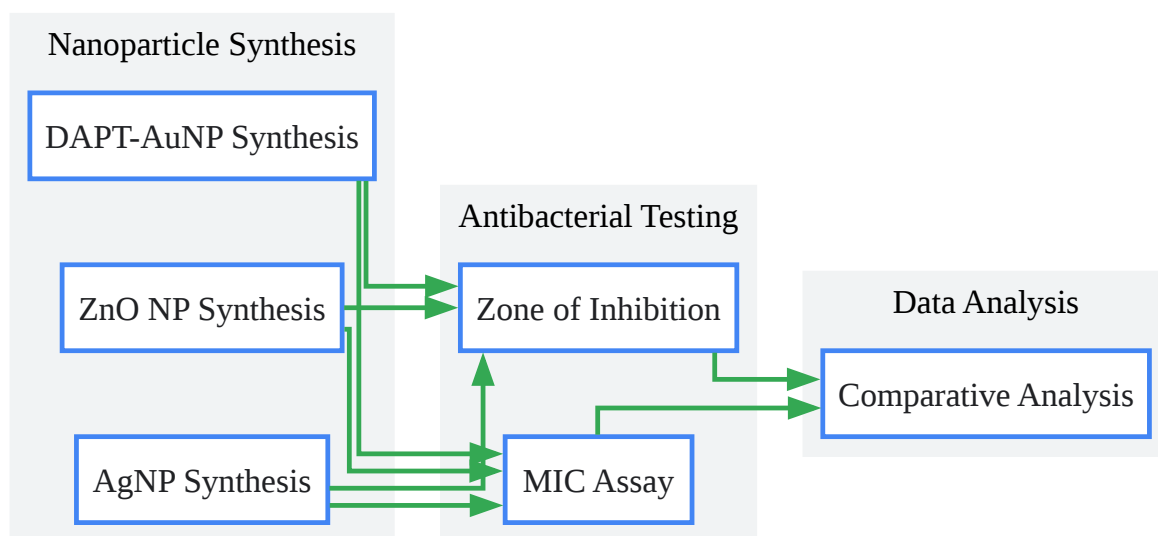 Nanoparticle Synthesis
DAPT-AuNP Synthesis
ZnO NP Synthesis
AgNP Synthesis
Antibacterial Testing
Zone of Inhibition
MIC Assay
Data Analysis
Comparative Analysis